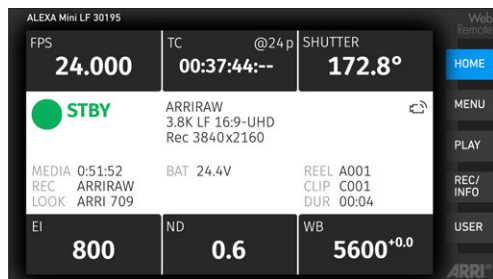 ALEXA Mini LF 30195
Web
Remote
FPS
24.000
TC @24p
00:37:44:--
SHUTTER
172.8°
HOME
MENU
PLAY
REC/
INFO
USER
STBY
ARRIRAW
3.8K LF 16:9-UHD
Rec 3840x2160
MEDIA 0:51:52
REC ARRIRAW
LOOK ARRI 709
BAT 24.4V
REEL A001
CLIP C001
DUR 00:04
EI
800
ND
0.6
WB
5600+0.0
ARRI